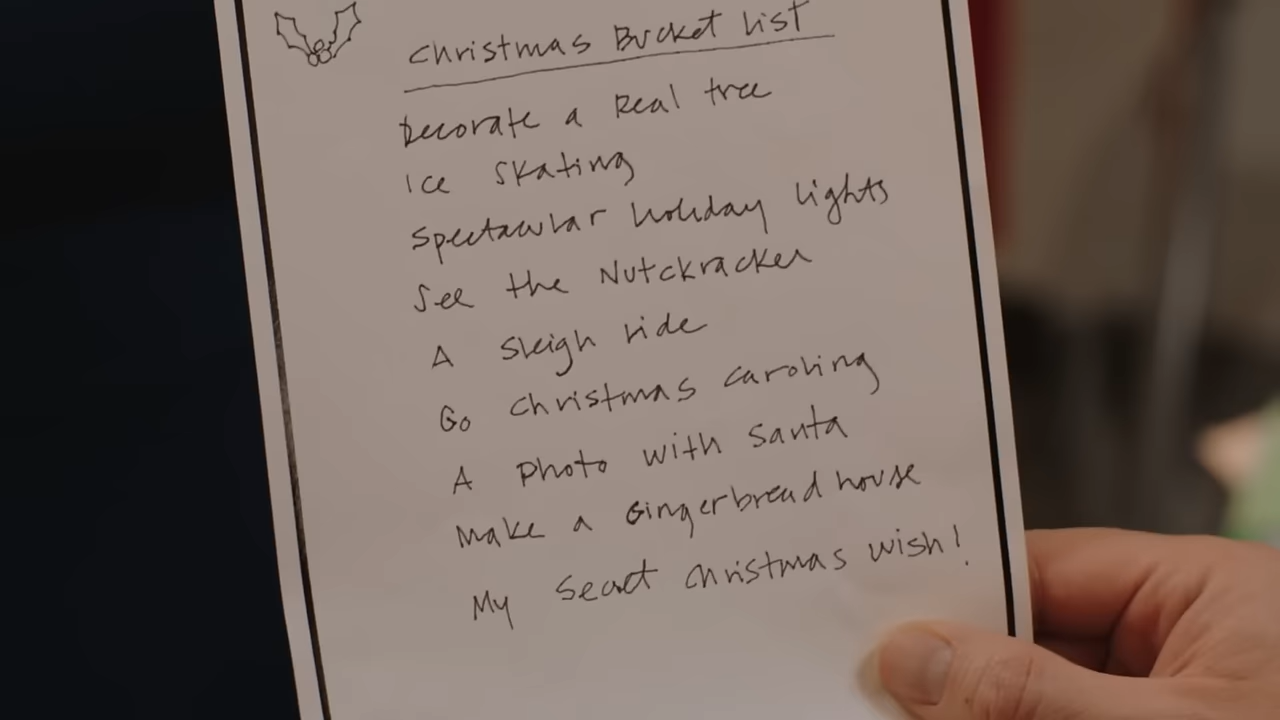 Christmas Bucket List
Decorate a Real tree
Ice Skating
Spectacular holiday lights
See the Nutckracker
A Sleigh ride
Go Christmas caroling
A Photo with Santa
Make a Gingerbread house
My Secret Christmas wish!